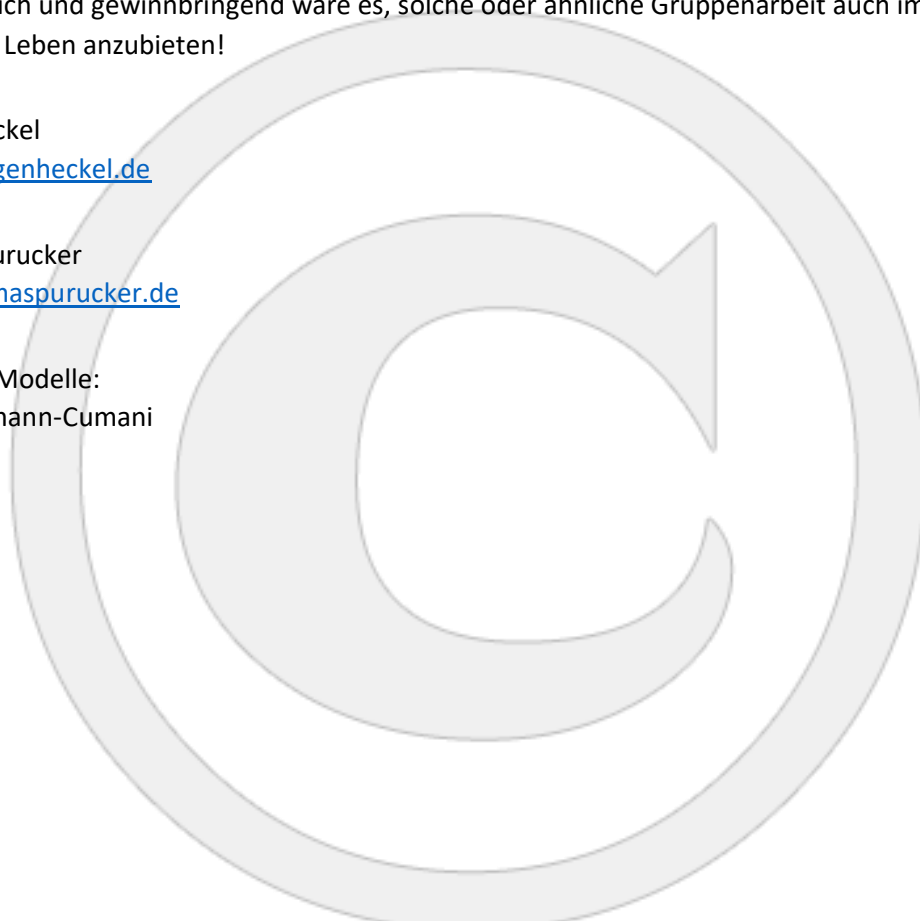 ich und gewinnbringend wäre es, solche oder ähnliche Gruppenarbeit auch im
Leben anzubieten!
ckel
genheckel.de
urucker
maspurucker.de
Modelle:
mann-Cumani
C